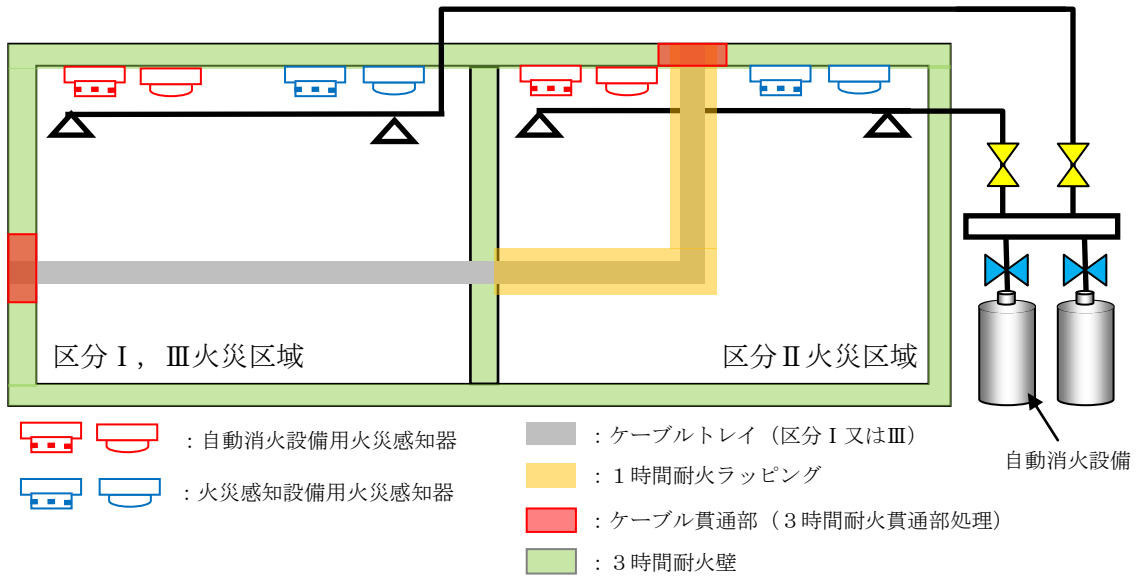 区分Ⅰ，Ⅲ火災区域
区分Ⅱ火災区域
：自動消火設備用火災感知器
：火災感知設備用火災感知器
：ケーブルトレイ（区分Ⅰ又はⅢ）
：１時間耐火ラッピング
：ケーブル貫通部（３時間耐火貫通部処理）
：３時間耐火壁
自動消火設備